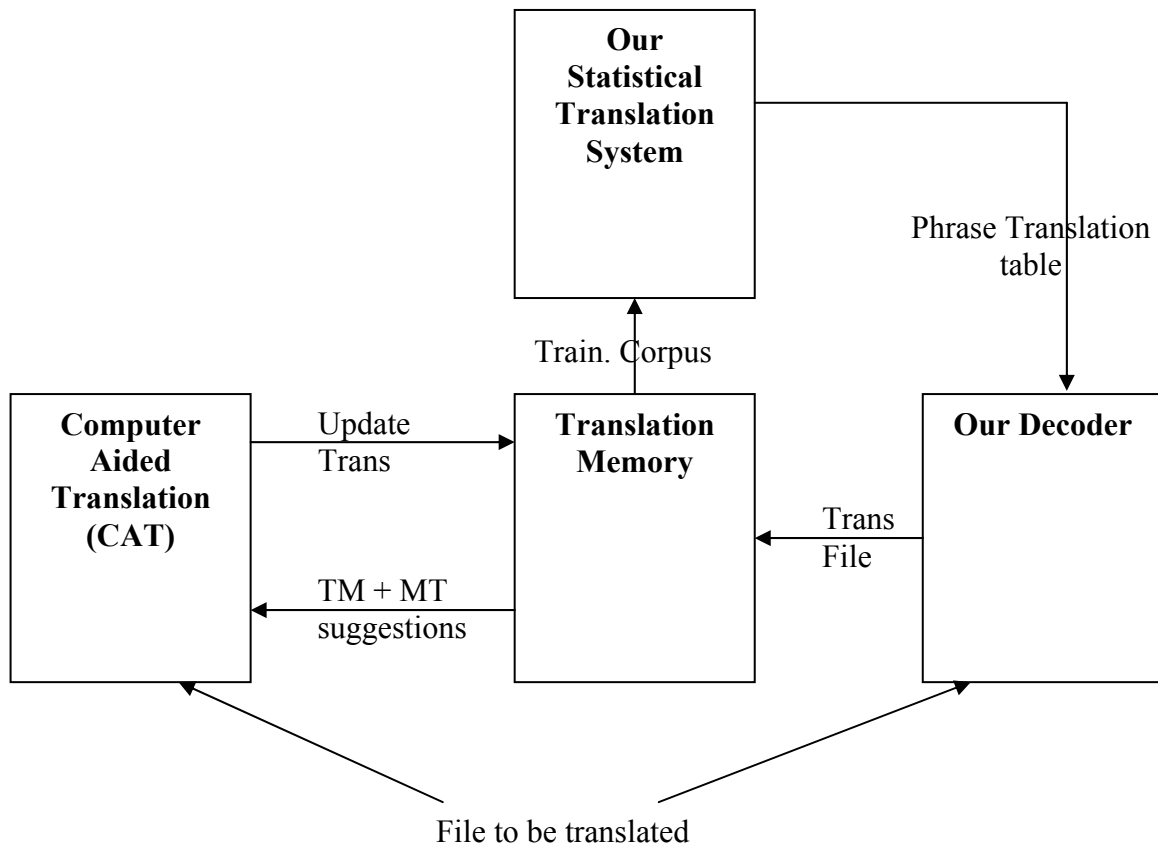 Our
Statistical
Translation
System
Phrase Translation
table
Train. Corpus
Computer
Aided
Translation
(CAT)
Update
Trans
Translation
Memory
Our Decoder
Trans
File
TM + MT
suggestions
File to be translated